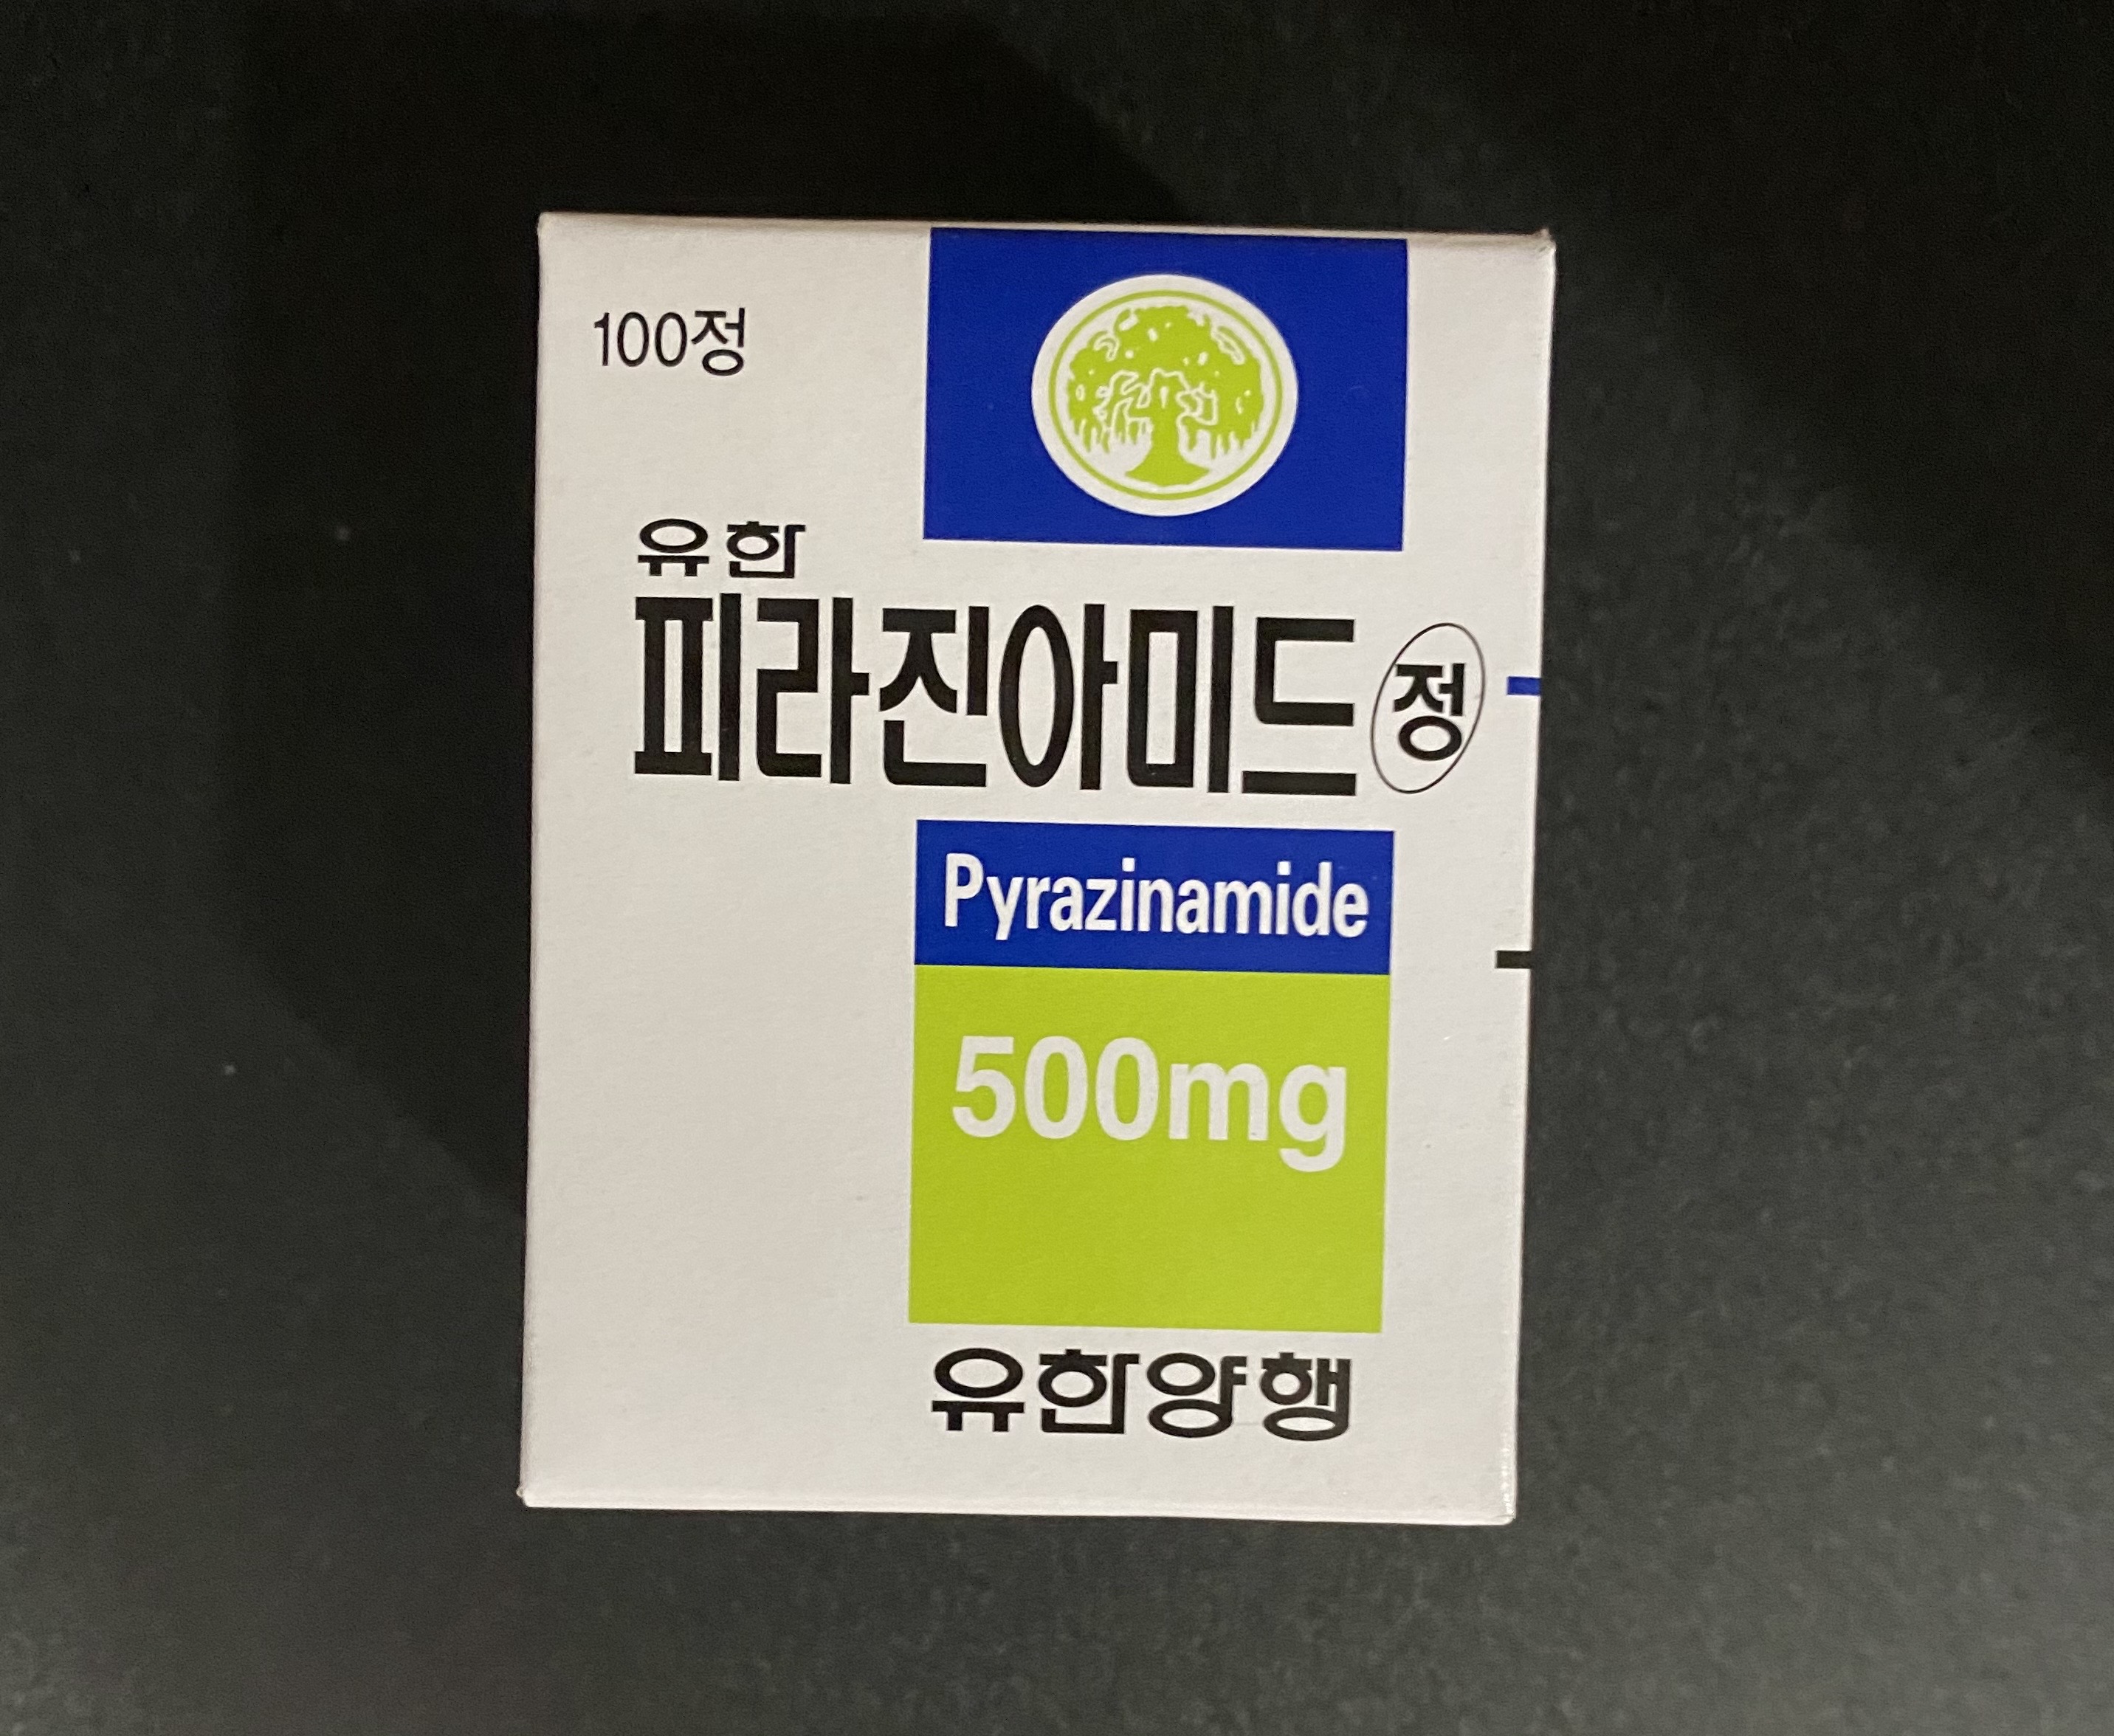 100정
유한
피라진아미드 정
Pyrazinamide
500mg
유한양행